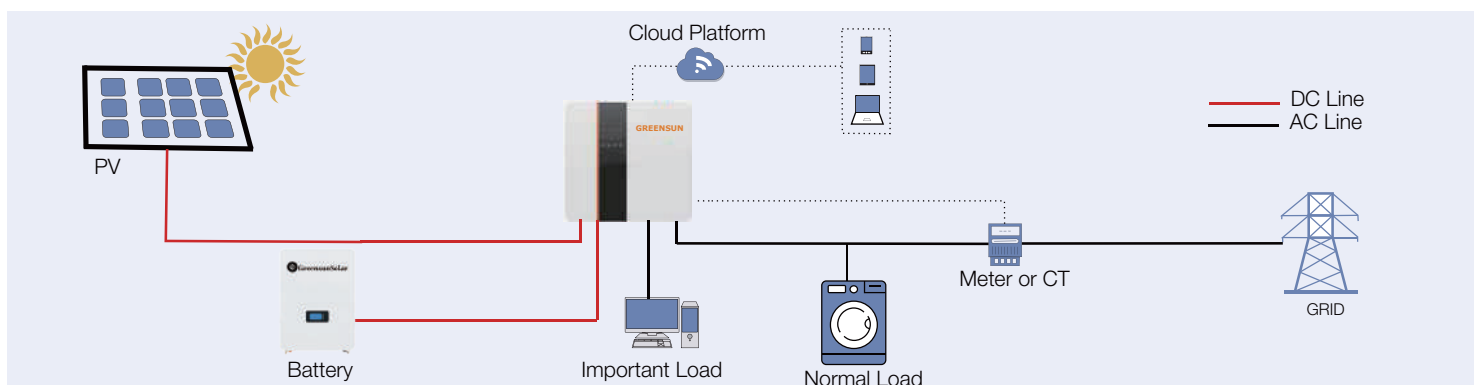 Cloud Platform
GREENSUN
DC Line
AC Line
PV
GreensunSolar
Meter or CT
GRID
Battery
Important Load
Normal Load